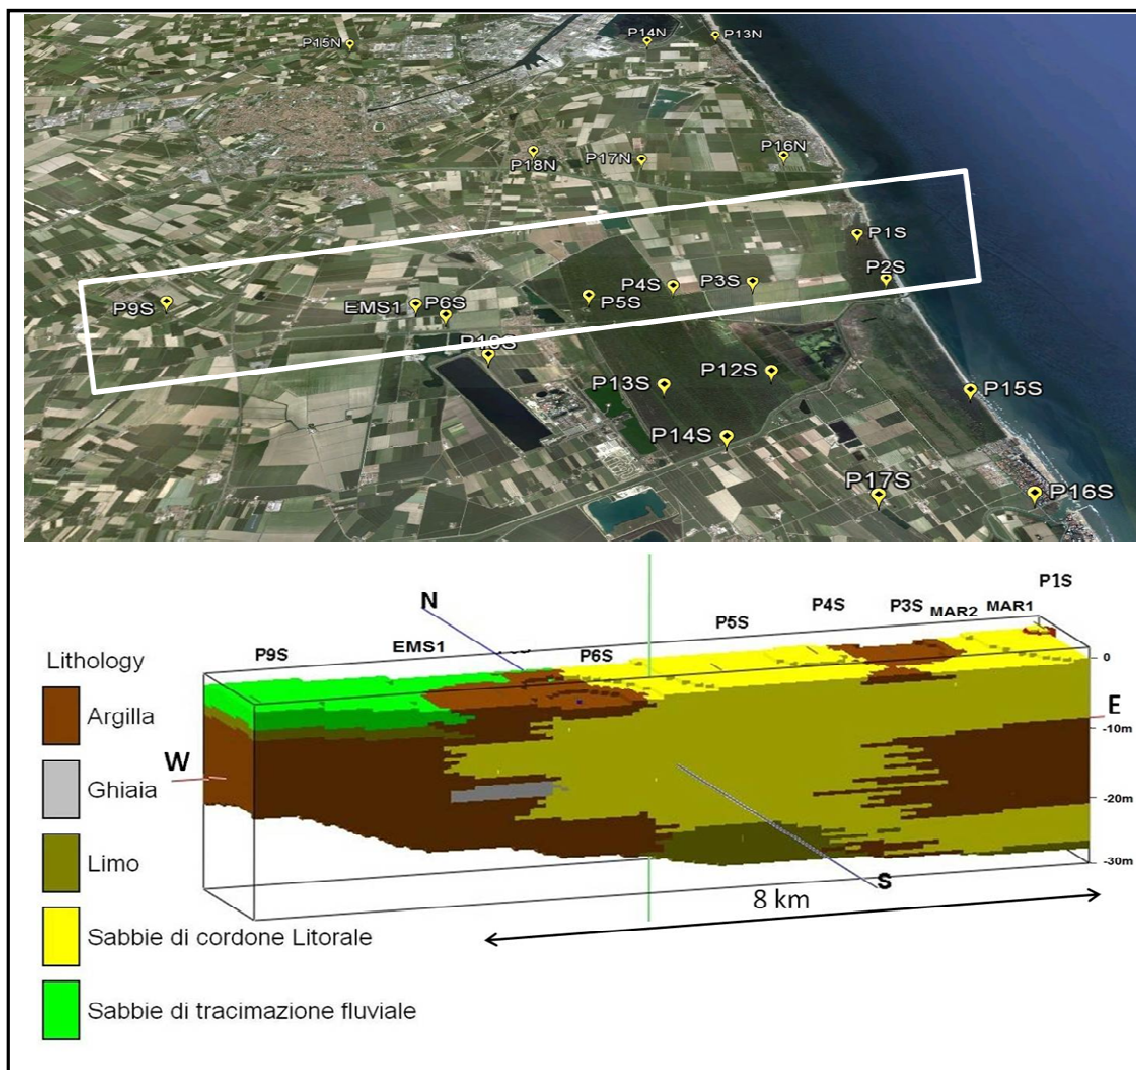 P15N
P14N
P13N
P18N
P17N
P16N
P1S
P2S
P9S
EMS1
P6S
P5S
P4S
P3S
P13S
P12S
P15S
P14S
P17S
P16S
P1S
N
P4S
P3S
MAR2
MAR1
P5S
P9S
EMS1
P6S
0
Lithology
Argilla
E
-10m
W
Ghiaia
-20m
Limo
-30m
S
8 km
Sabbie di cordone Litorale
Sabbie di tracimazione fluviale